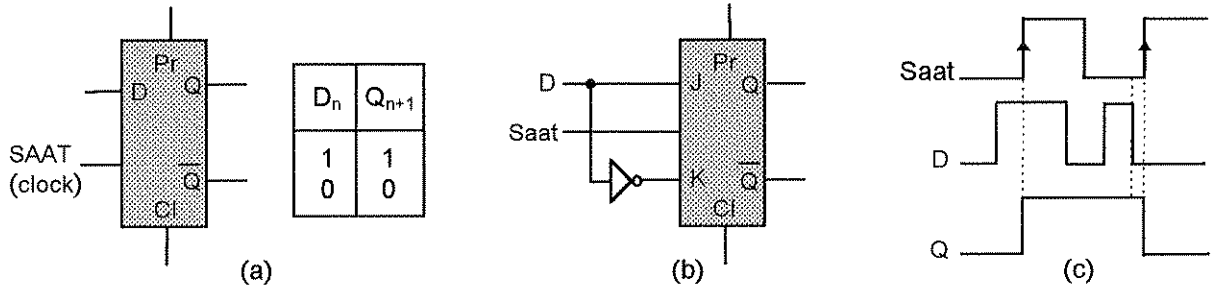 Pr
D Q
SAAT
(clock)
Q̅
Cl
(a)
Dn Qn+1
1 1
0 0
Pr
D J Q
Saat
K Q̅
Cl
(b)
Saat
D
Q
(c)